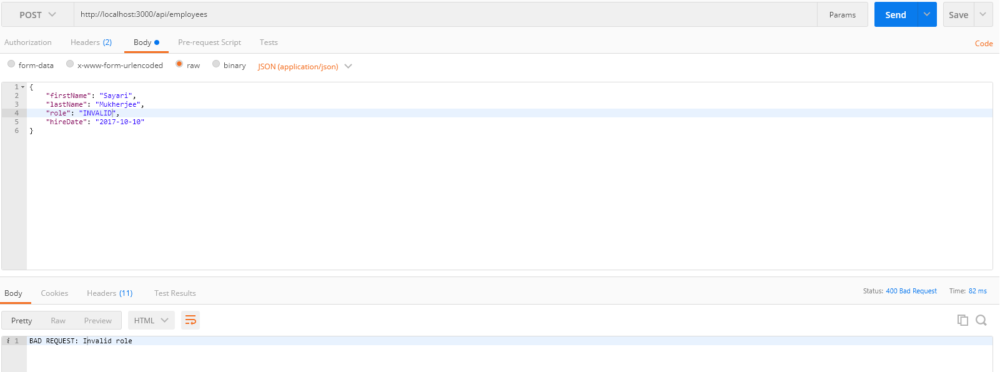 POST http://localhost:3000/api/employees Params Send Save
Authorization Headers (2) Body Pre-request Script Tests Code
form-data x-www-form-urlencoded raw binary JSON (application/json)
1 {
2 "firstName": "Sayari",
3 "lastName": "Mukherjee",
4 "role": "INVALID",
5 "hireDate": "2017-10-10"
6 }
Body Cookies Headers (11) Test Results Status: 400 Bad Request Time: 82 ms
Pretty Raw Preview HTML
i 1 BAD REQUEST: Invalid role